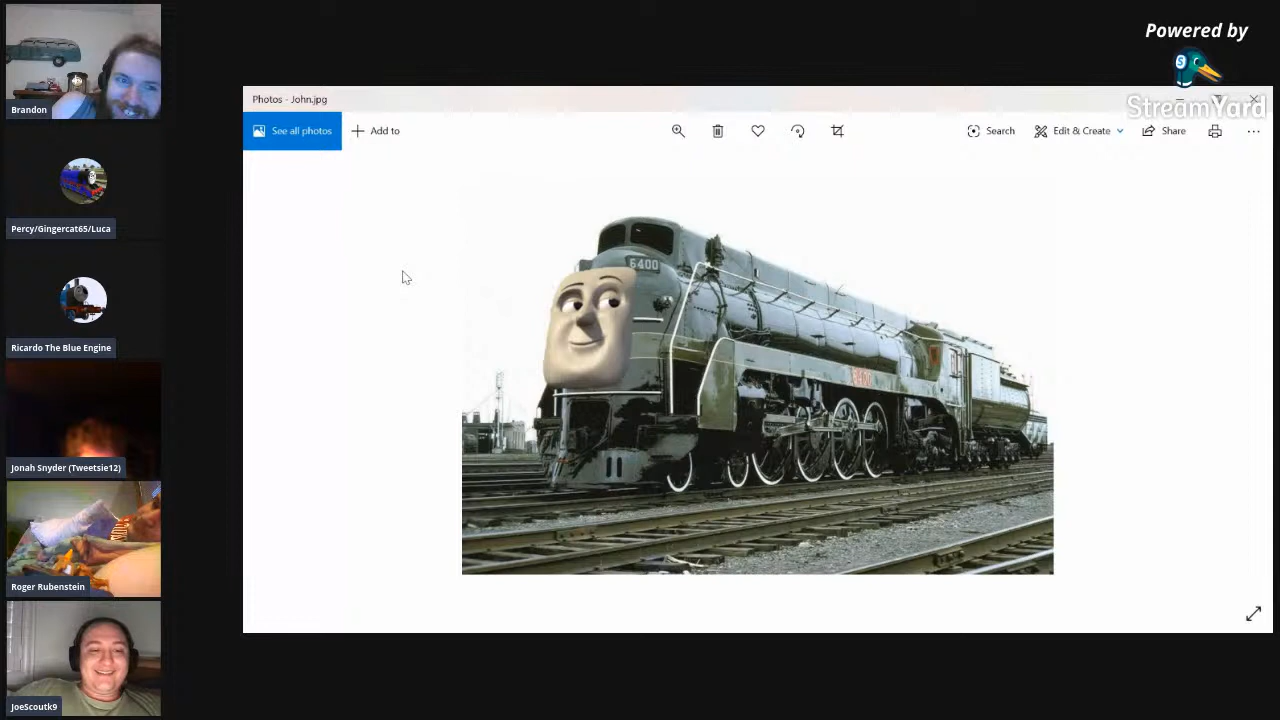 Powered by
StreamYard
Brandon
Percy/Gingercat65/Luca
Ricardo The Blue Engine
Jonah Snyder (Tweetsie12)
Roger Rubenstein
JoeScoutk9
Photos - John.jpg
See all photos
Add to
Search
Edit & Create
Share
6400
6400